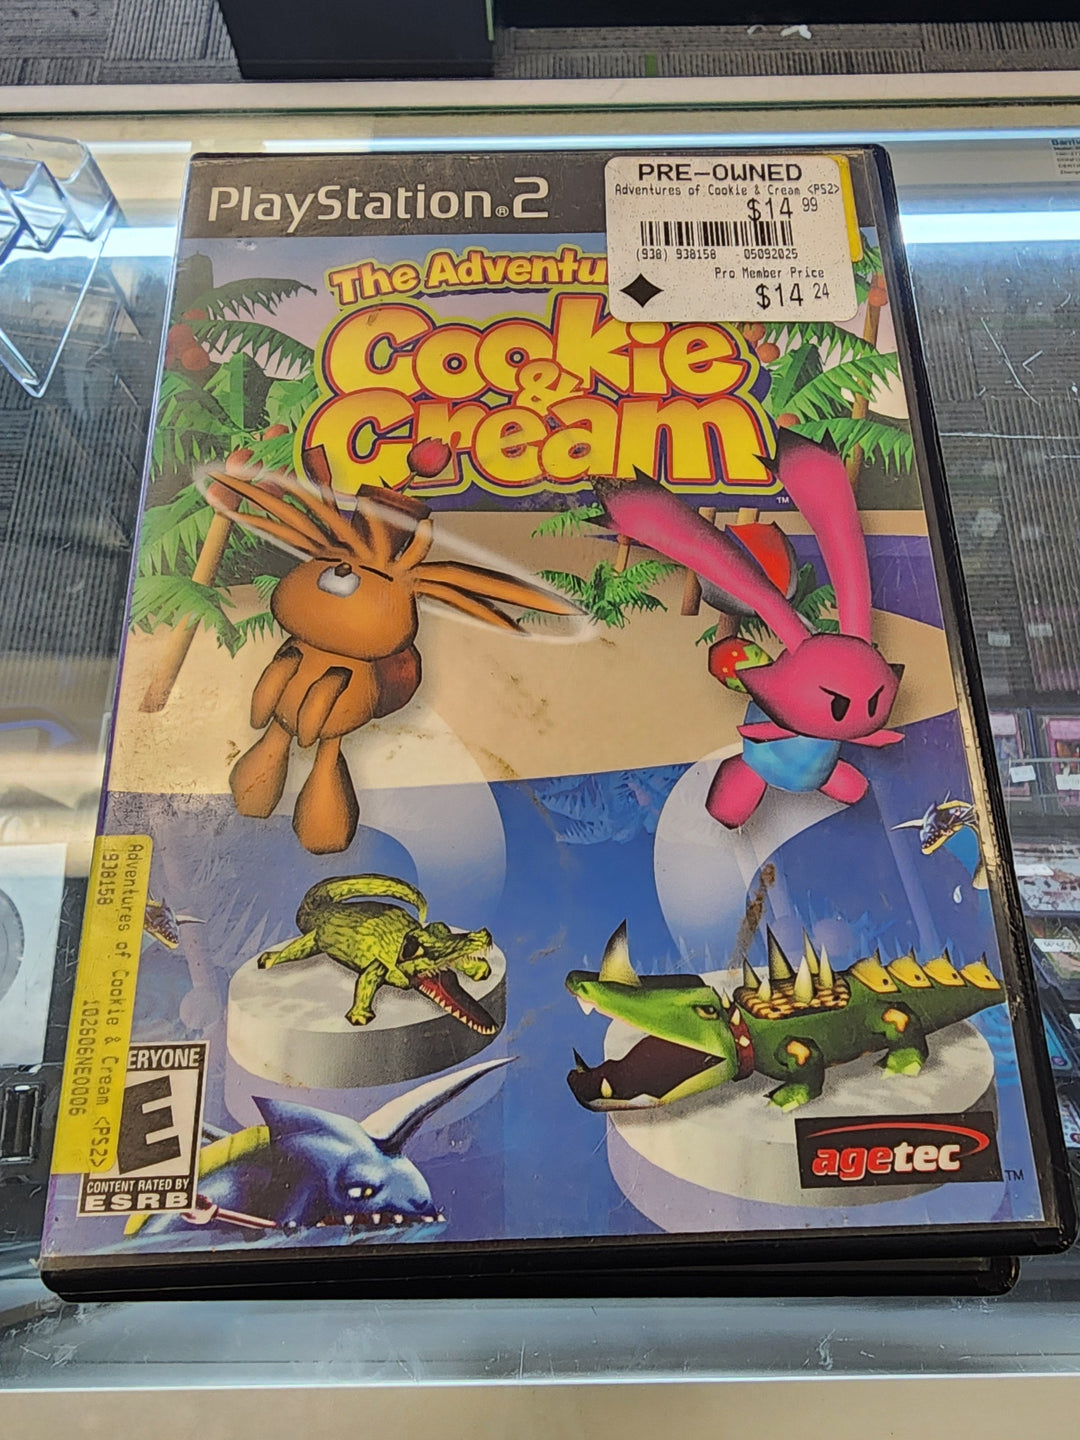 PlayStation®2
PRE-OWNED
Adventures of Cookie & Cream <PS2>
$14 99
(938) 938158 05092025
Pro Member Price
$14 24
The Adventu
Cookie
&
Cream
TM
Adventures of Cookie & Cream <PS2>
938158 102606NE0006
ERYONE
E
CONTENT RATED BY
ESRB
agetec
TM